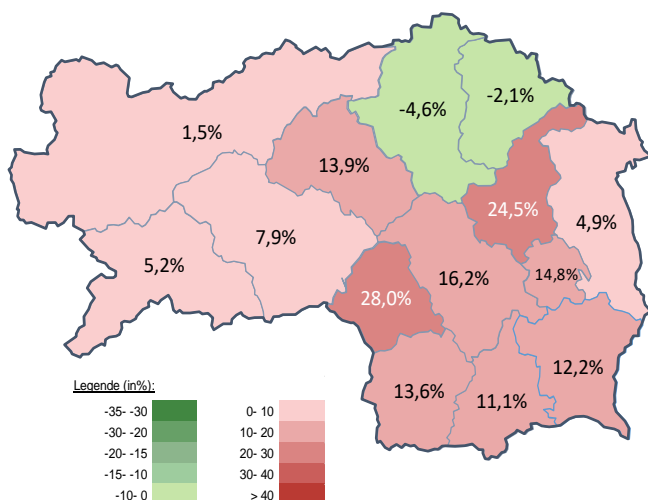 -4,6%
-2,1%
1,5%
13,9%
24,5%
4,9%
7,9%
5,2%
16,2%
14,8%
28,0%
12,2%
13,6%
11,1%
Legende (in%):
-35- -30 0- 10
-30- -20 10- 20
-20- -15 20- 30
-15- -10 30- 40
-10- 0 > 40